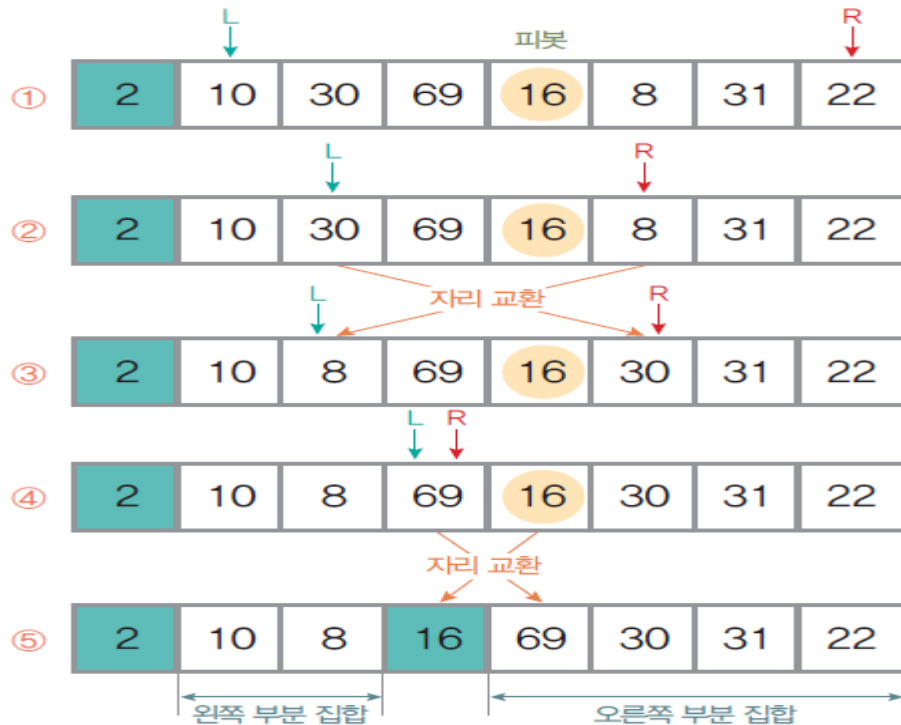 L 피봇 R
① 2 10 30 69 16 8 31 22
L R
② 2 10 30 69 16 8 31 22
L 자리 교환 R
③ 2 10 8 69 16 30 31 22
L R
④ 2 10 8 69 16 30 31 22
자리 교환
⑤ 2 10 8 16 69 30 31 22
왼쪽 부분 집합 오른쪽 부분 집합